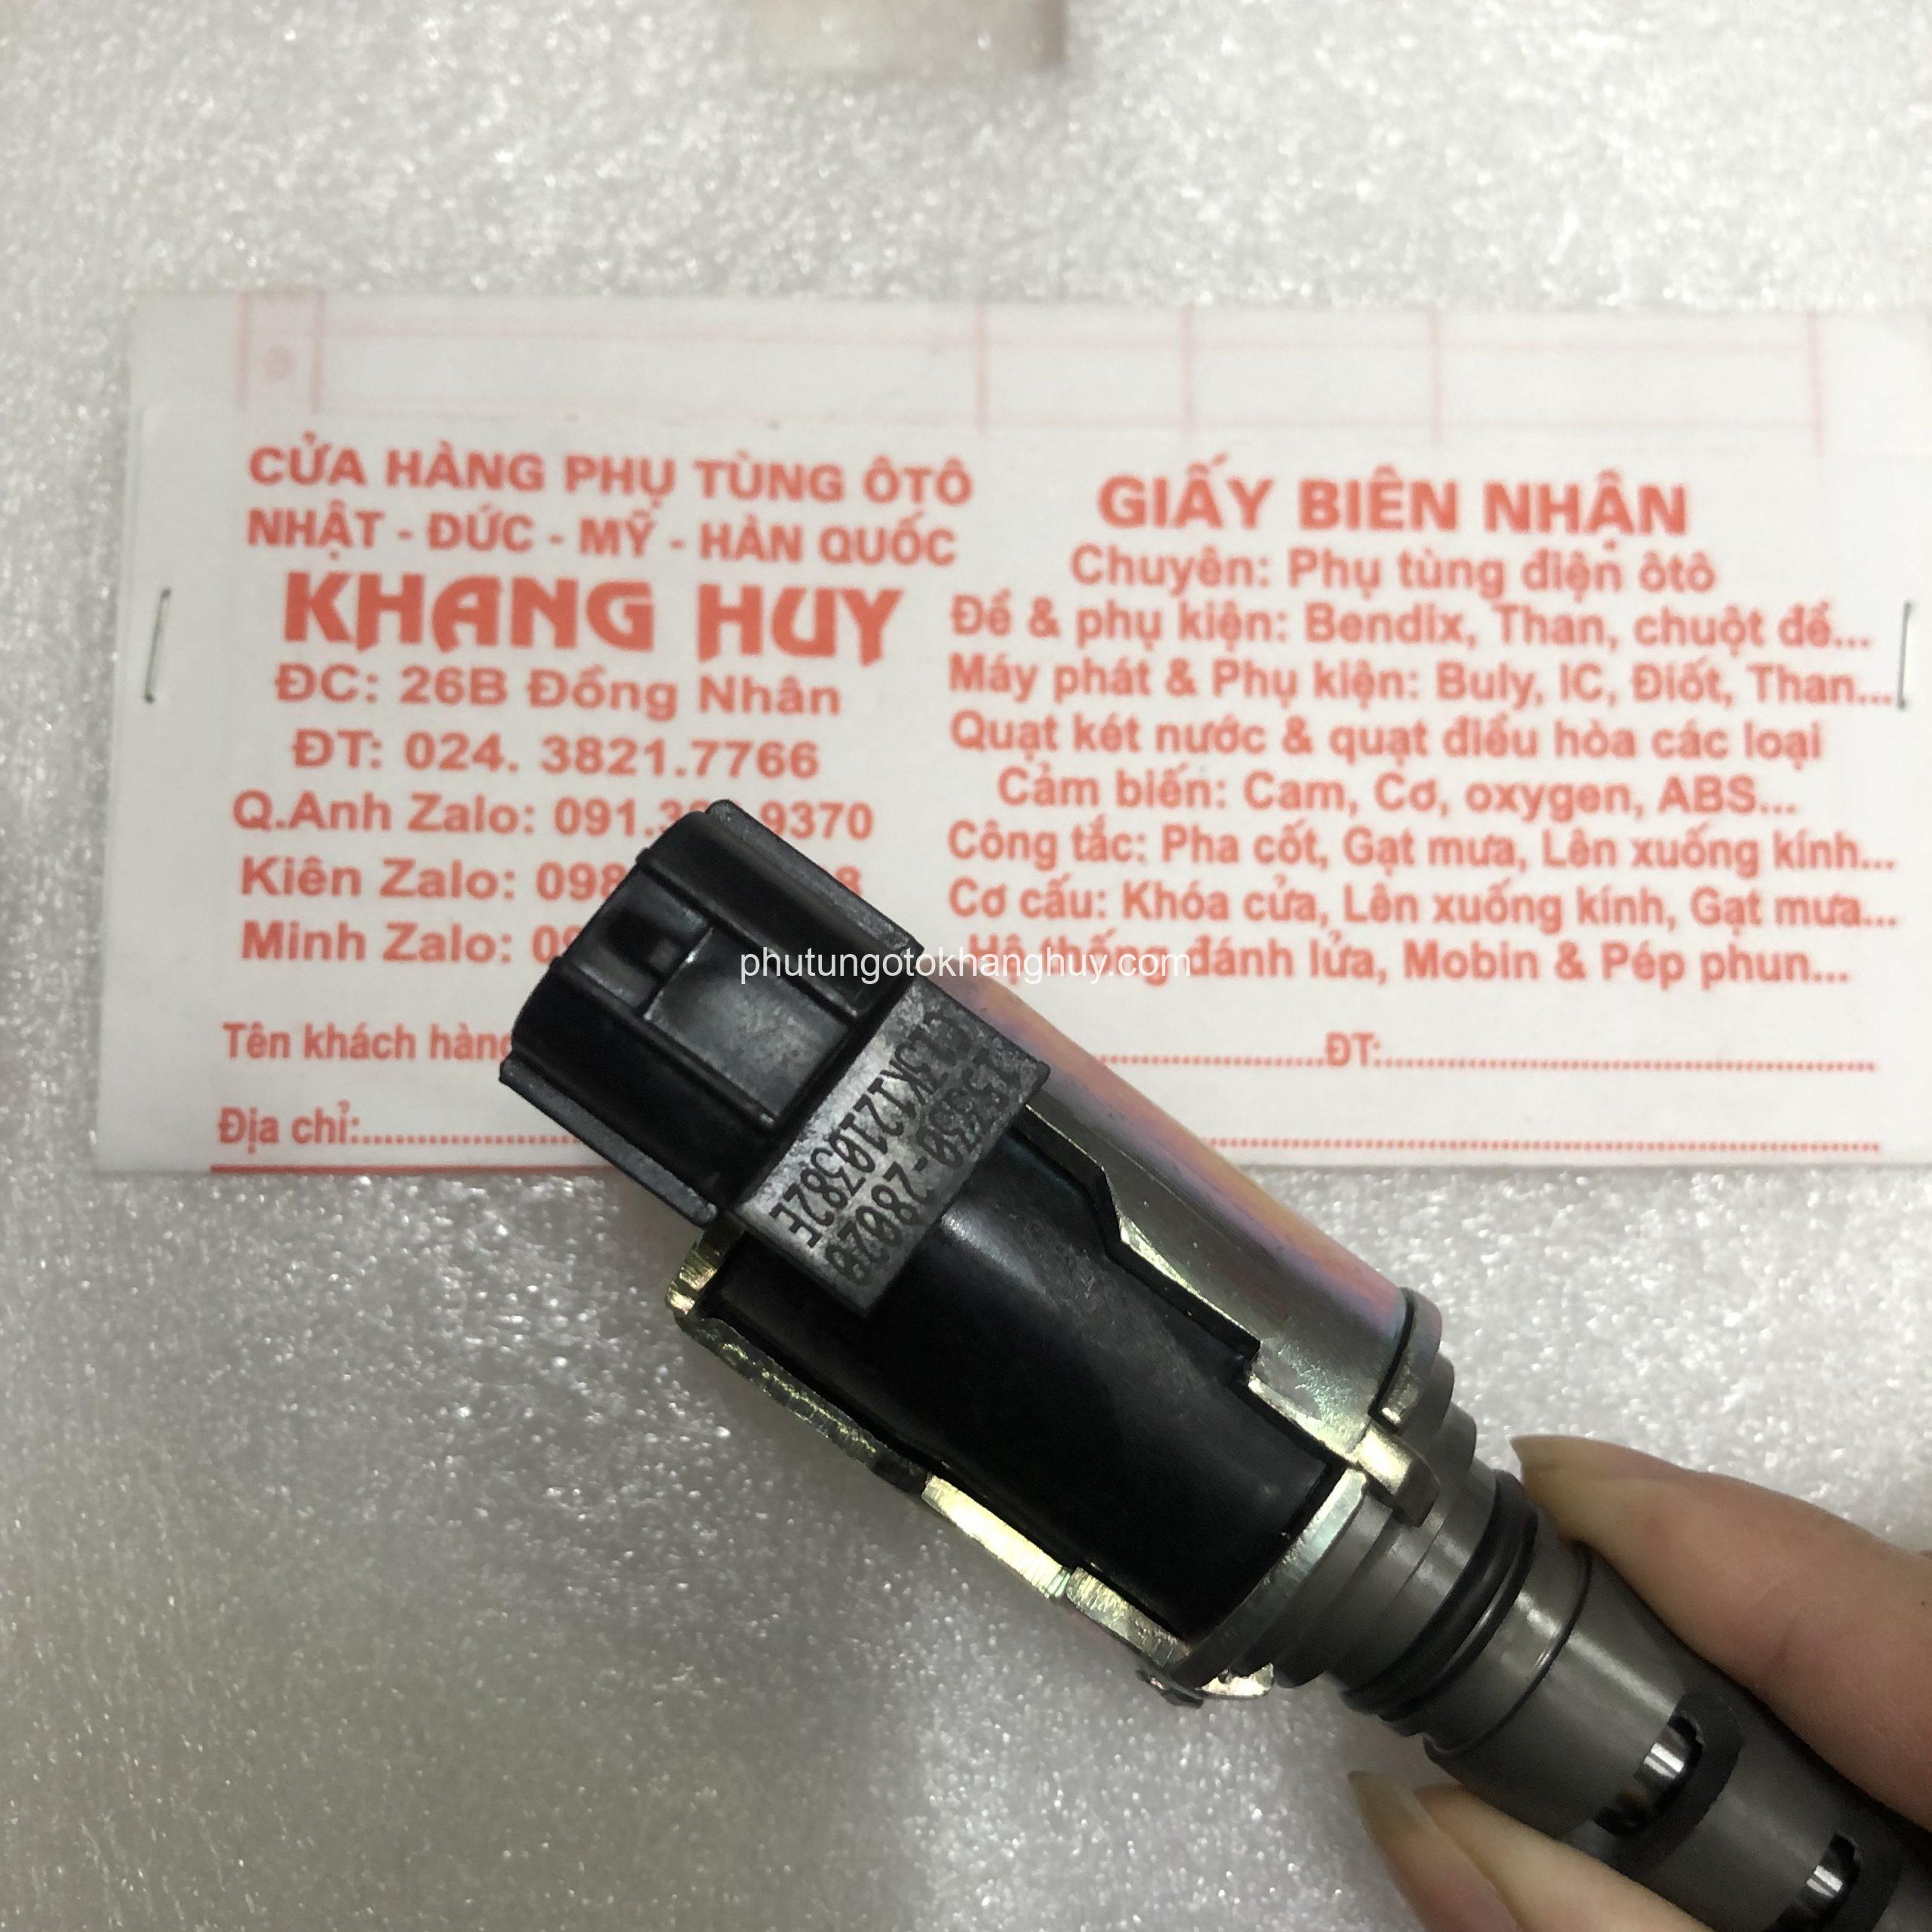 CỬA HÀNG PHỤ TÙNG ÔTÔ
NHẬT - ĐỨC - MỸ - HÀN QUỐC
KHANG HUY
ĐC: 26B Đồng Nhân
ĐT: 024. 3821.7766
Q.Anh Zalo:
Kiên Zalo:
Minh Zalo:
Tên khách hàng
Địa chỉ:
GIẤY BIÊN NHẬN
Chuyên: Phụ tùng điện ôtô
Đề & phụ kiện: Bendix, Than, chuột đề...
Máy phát & Phụ kiện: Buly, IC, Điốt, Than...
Quạt két nước & quạt điều hòa các loại
Cảm biến: Cam, Cơ, oxygen, ABS...
Công tắc: Pha cốt, Gạt mưa, Lên xuống kính...
Cơ cấu: Khóa cửa, Lên xuống kính, Gạt mưa...
Hệ thống đánh lửa, Mobin & Pép phun...
ĐT:
phutungotokhanghuy.com